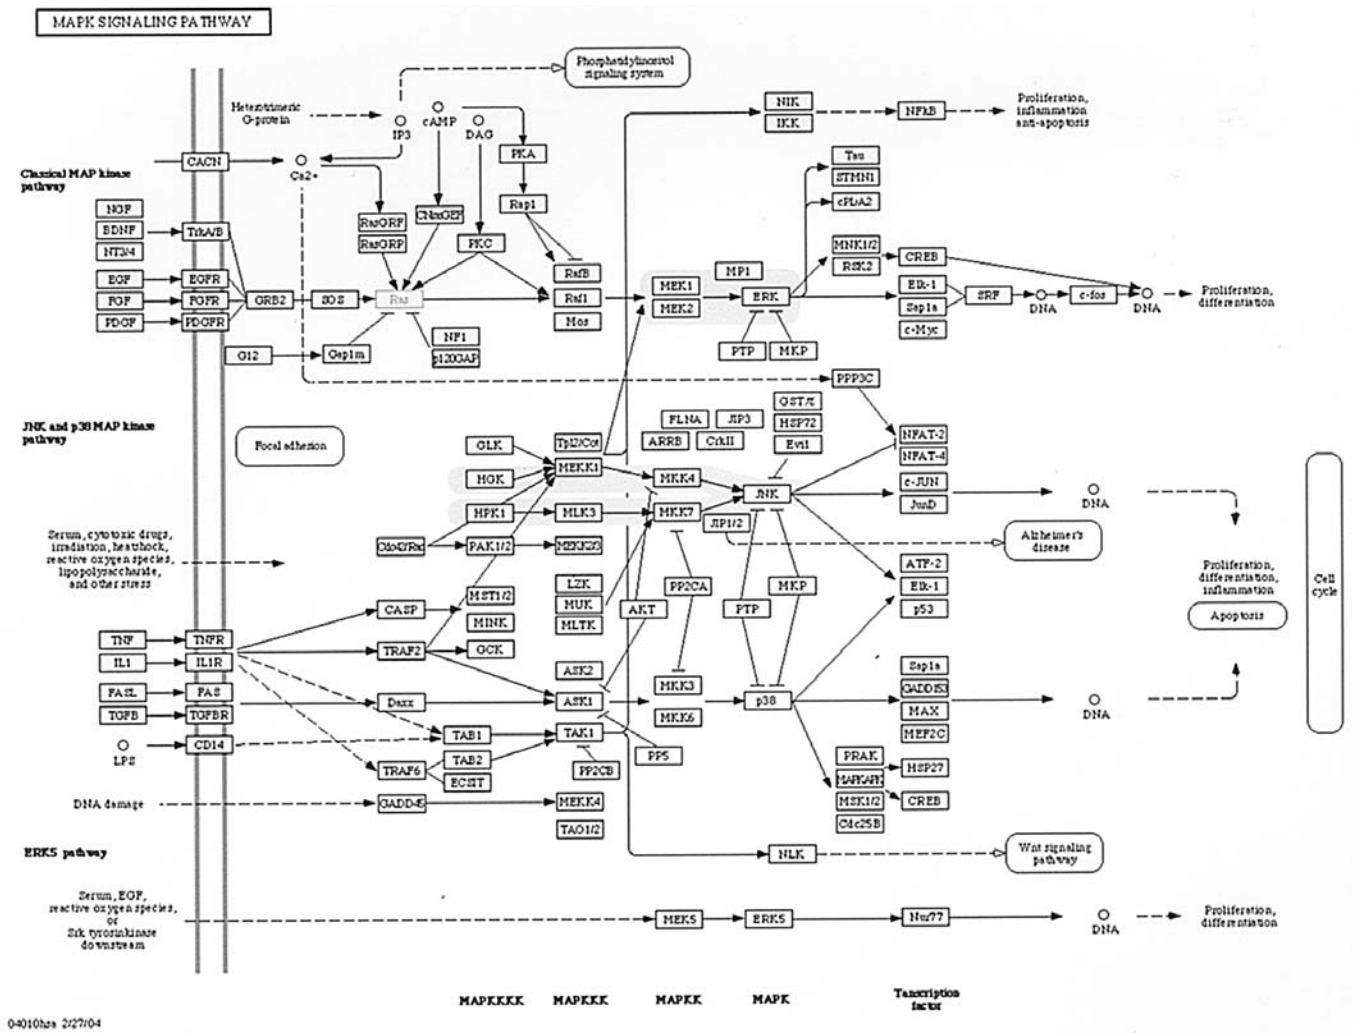 MAPK SIGNALING PATHWAY
Phosphatidylinositol
signaling system
Heterotrimeric
G-protein
IP3
cAMP
DAG
NIK
IKK
NFkB
Proliferation,
inflammation
anti-apoptosis
CACN
Ca2+
PKA
Tau
STMN1
cPLA2
Classical MAP kinase
pathway
NGF
BDNF
NT3/4
TrkA/B
RasGRF
RasGRP
CNasGEF
PKC
Rap1
MNK1/2
RSK2
CREB
EGF
EGFR
FGF
FGFR
PDGF
PDGFR
GRB2
SOS
Ras
RafB
Raf1
Mos
MEK1
MEK2
MP1
ERK
Elk-1
Sap1a
c-Myc
SRF
DNA
c-fos
DNA
Proliferation,
differentiation
G12
Gap1m
NF1
p120GAP
PTP
MKP
PPP3C
JNK and p38 MAP kinase
pathway
Focal adhesion
GLK
HGK
HPK1
Tpl2/Cot
MEKK1
MLK3
FLNA
JIP3
ARRB
CrkII
GSTπ
HSP72
Evi1
MKK4
MKK7
JNK
JIP1/2
NFAT-2
NFAT-4
c-JUN
JunD
DNA
Alzheimer's
disease
Serum, cytotoxic drugs,
irradiation, heatshock,
reactive oxygen species,
lipopolysaccharide,
and other stress
Cdc42/Rac
PAK1/2
MEKK2/3
LZK
MUK
MLTK
AKT
PP2CA
PTP
MKP
ATF-2
Elk-1
p53
Proliferation,
differentiation,
inflammation
Apoptosis
Cell
cycle
CASP
MST1/2
MINK
TNF
TNFR
IL1
IL1R
TRAF2
GCK
FASL
FAS
TGFB
TGFBR
Daxx
ASK2
ASK1
MKK3
MKK6
p38
Sap1a
GADD153
MAX
MEF2C
DNA
LPS
CD14
TAB1
TAK1
TRAF6
TAB2
ECSIT
PP2CB
PP5
PRAK
MAPKAPK
MSK1/2
Cdc25B
HSP27
CREB
DNA damage
GADD45
MEKK4
TAO1/2
ERK5 pathway
NLK
Wnt signaling
pathway
Serum, EGF,
reactive oxygen species,
or
Srk tyrosinkinase
downstream
MEK5
ERK5
Nur77
DNA
Proliferation,
differentiation
MAPKKKK
MAPKKK
MAPKK
MAPK
Tanscription
factor
04010hsa 2/27/04